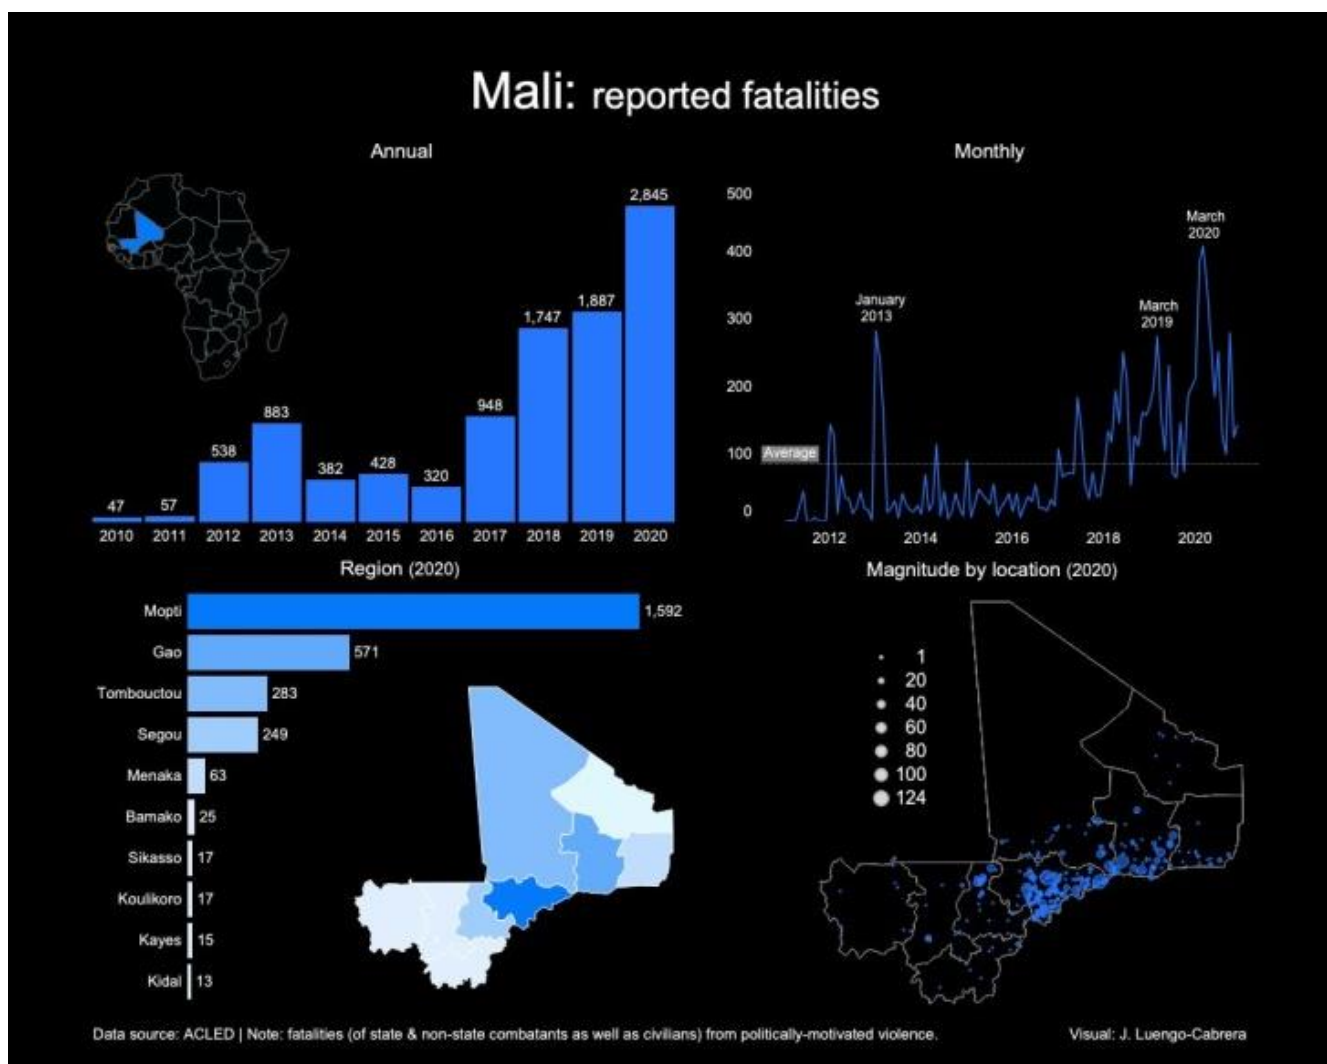 Mali: reported fatalities
Annual
2,845
1,887
1,747
948
883
538
382
428
320
47
57
2010 2011 2012 2013 2014 2015 2016 2017 2018 2019 2020
Monthly
500
400
300
200
100
0
Average
January
2013
March
2019
March
2020
2012 2014 2016 2018 2020
Region (2020)
Mopti 1,592
Gao 571
Tombouctou 283
Segou 249
Menaka 63
Bamako 25
Sikasso 17
Koulikoro 17
Kayes 15
Kidal 13
Magnitude by location (2020)
1
20
40
60
80
100
124
Data source: ACLED | Note: fatalities (of state & non-state combatants as well as civilians) from politically-motivated violence.
Visual: J. Luengo-Cabrera